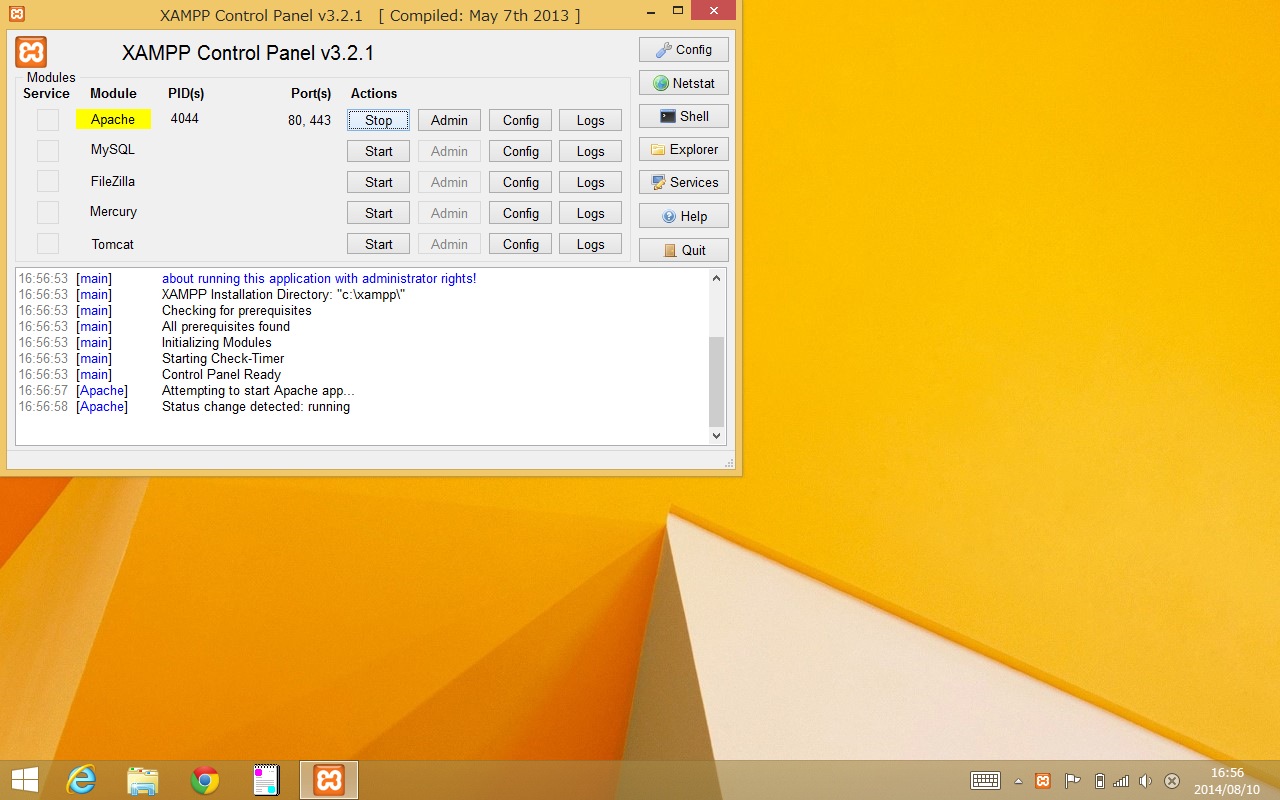 XAMPP Control Panel v3.2.1 [ Compiled: May 7th 2013 ]
XAMPP Control Panel v3.2.1
Config
Modules
Service Module PID(s) Port(s) Actions
Netstat
Apache 4044 80, 443 Stop Admin Config Logs
Shell
MySQL Start Admin Config Logs
Explorer
FileZilla Start Admin Config Logs
Services
Mercury Start Admin Config Logs
Help
Tomcat Start Admin Config Logs
Quit
16:56:53 [main] about running this application with administrator rights!
16:56:53 [main] XAMPP Installation Directory: "c:\xampp\"
16:56:53 [main] Checking for prerequisites
16:56:53 [main] All prerequisites found
16:56:53 [main] Initializing Modules
16:56:53 [main] Starting Check-Timer
16:56:53 [main] Control Panel Ready
16:56:57 [Apache] Attempting to start Apache app...
16:56:58 [Apache] Status change detected: running
16:56
2014/08/10